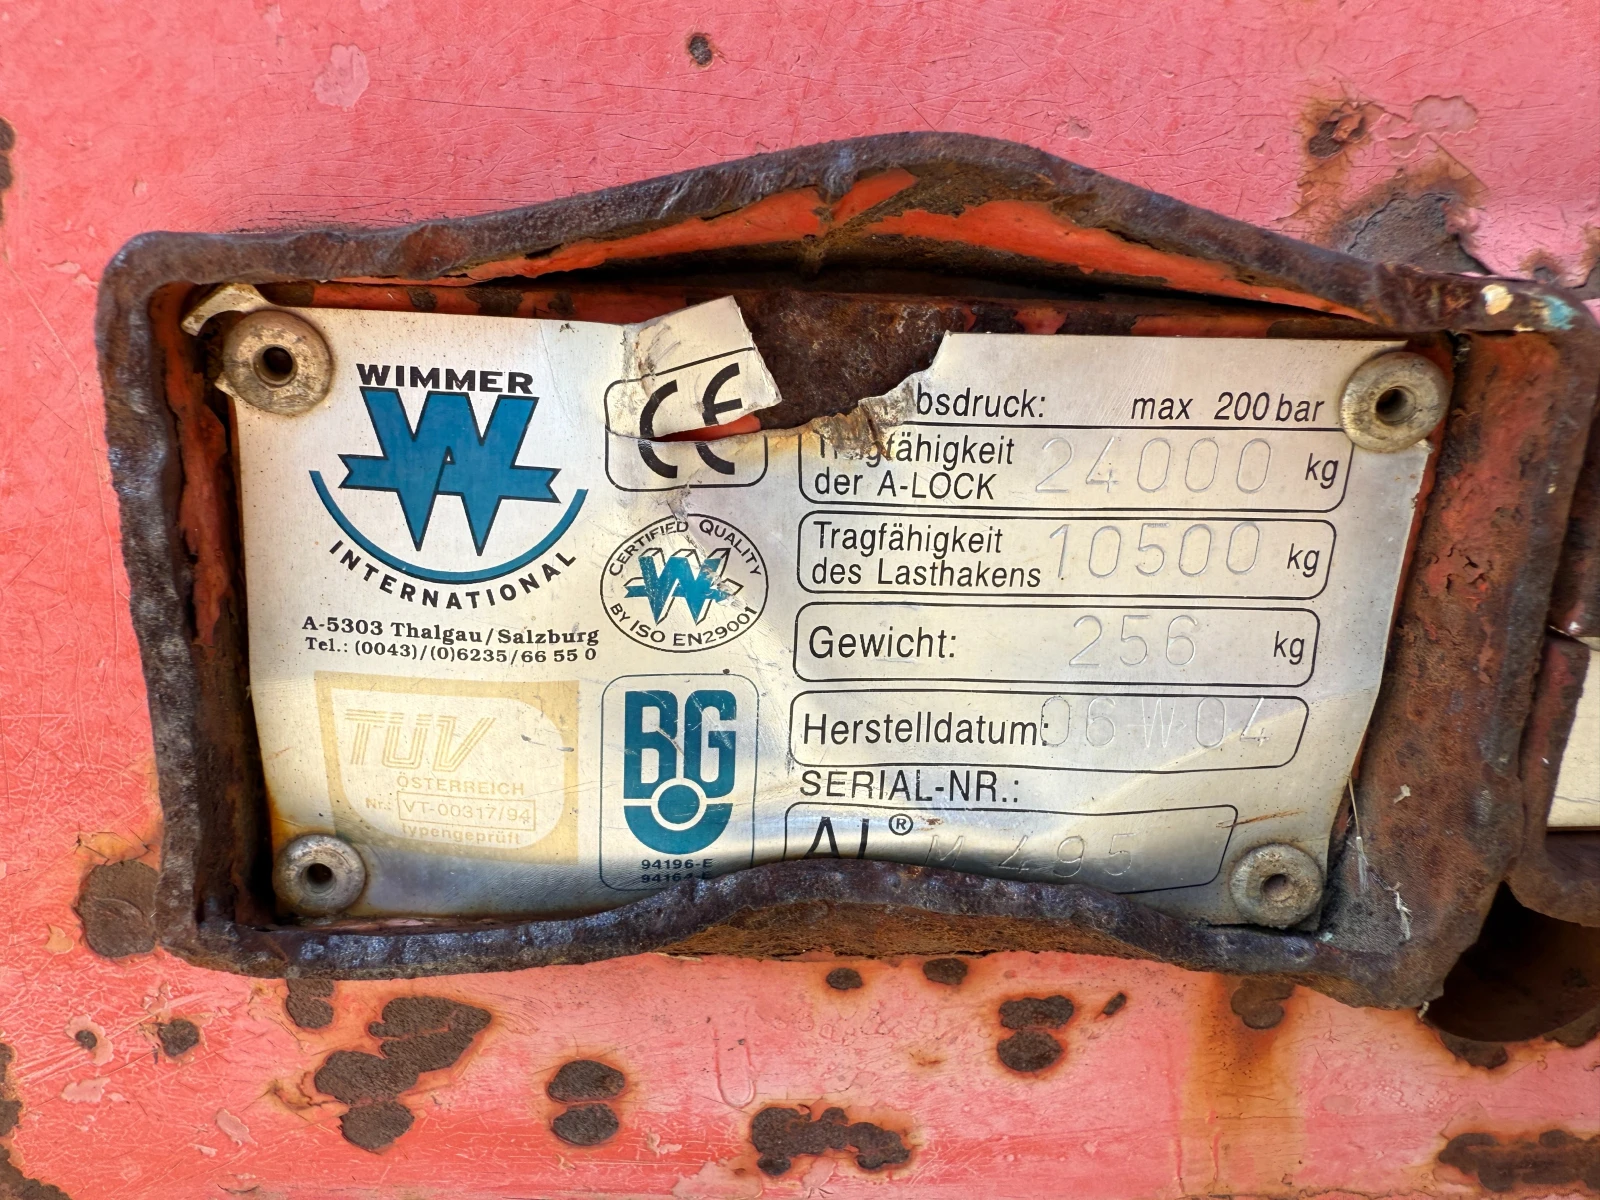 WIMMER
INTERNATIONAL
A-5303 Thalgau/Salzburg
Tel.: (0043)/(0)6235/66 55 0
TÜV
ÖSTERREICH
Nr.: VT-00317/94
Typengeprüft
CE
CERTIFIED QUALITY
BY ISO EN29001
BG
94196-E
94164-E
bsdruck: max 200 bar
Tragfähigkeit
der A-LOCK 24000 kg
Tragfähigkeit
des Lasthakens 10500 kg
Gewicht: 256 kg
Herstelldatum: 06 W 04
SERIAL-NR.:
AL® M 495